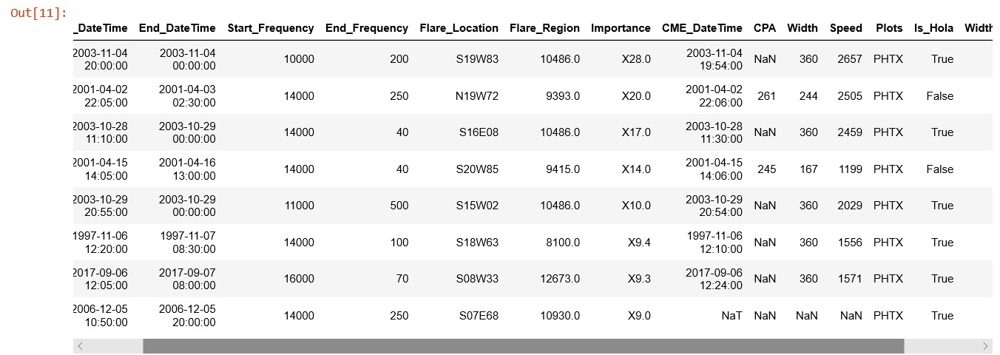 Out[11]:
_DateTime End_DateTime Start_Frequency End_Frequency Flare_Location Flare_Region Importance CME_DateTime CPA Width Speed Plots Is_Hola Width
2003-11-04 2003-11-04 2003-11-04
20:00:00 00:00:00 10000 200 S19W83 10486.0 X28.0 19:54:00 NaN 360 2657 PHTX True
2001-04-02 2001-04-03 2001-04-02
22:05:00 02:30:00 14000 250 N19W72 9393.0 X20.0 22:06:00 261 244 2505 PHTX False
2003-10-28 2003-10-29 2003-10-28
11:10:00 00:00:00 14000 40 S16E08 10486.0 X17.0 11:30:00 NaN 360 2459 PHTX True
2001-04-15 2001-04-16 2001-04-15
14:05:00 13:00:00 14000 40 S20W85 9415.0 X14.0 14:06:00 245 167 1199 PHTX False
2003-10-29 2003-10-29 2003-10-29
20:55:00 00:00:00 11000 500 S15W02 10486.0 X10.0 20:54:00 NaN 360 2029 PHTX True
1997-11-06 1997-11-07 1997-11-06
12:20:00 08:30:00 14000 100 S18W63 8100.0 X9.4 12:10:00 NaN 360 1556 PHTX True
2017-09-06 2017-09-07 2017-09-06
12:05:00 08:00:00 16000 70 S08W33 12673.0 X9.3 12:24:00 NaN 360 1571 PHTX True
2006-12-05 2006-12-05
10:50:00 20:00:00 14000 250 S07E68 10930.0 X9.0 NaT NaN NaN NaN PHTX True